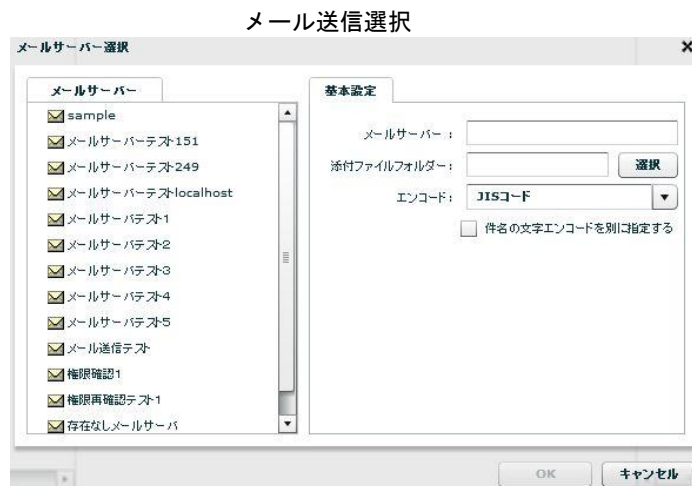 メール送信選択
メールサーバー選択
メールサーバー
sample
メールサーバーテスト151
メールサーバーテスト249
メールサーバーテストlocalhost
メールサーバテスト1
メールサーバテスト2
メールサーバテスト3
メールサーバテスト4
メールサーバテスト5
メール送信テスト
権限確認1
権限再確認テスト1
存在なしメールサーバ
基本設定
メールサーバー：
添付ファイルフォルダー： 選択
エンコード： JISコード
件名の文字エンコードを別に指定する
OK キャンセル